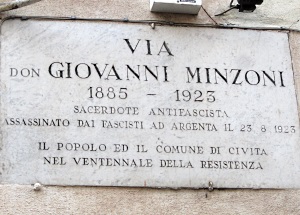 VIA
DON GIOVANNI MINZONI
1885 - 1923
SACERDOTE ANTIFASCISTA
ASSASSINATO DAI FASCISTI AD ARGENTA IL 23.8.1923
IL POPOLO ED IL COMUNE DI CIVITA
NEL VENTENNALE DELLA RESISTENZA